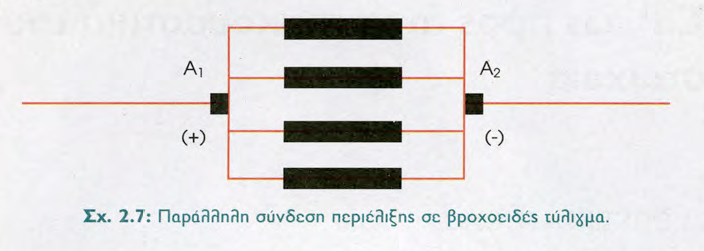 A1 A2
(+) (-)
Σχ. 2.7: Παράλληλη σύνδεση περιέλιξης σε βροχοειδές τύλιγμα.